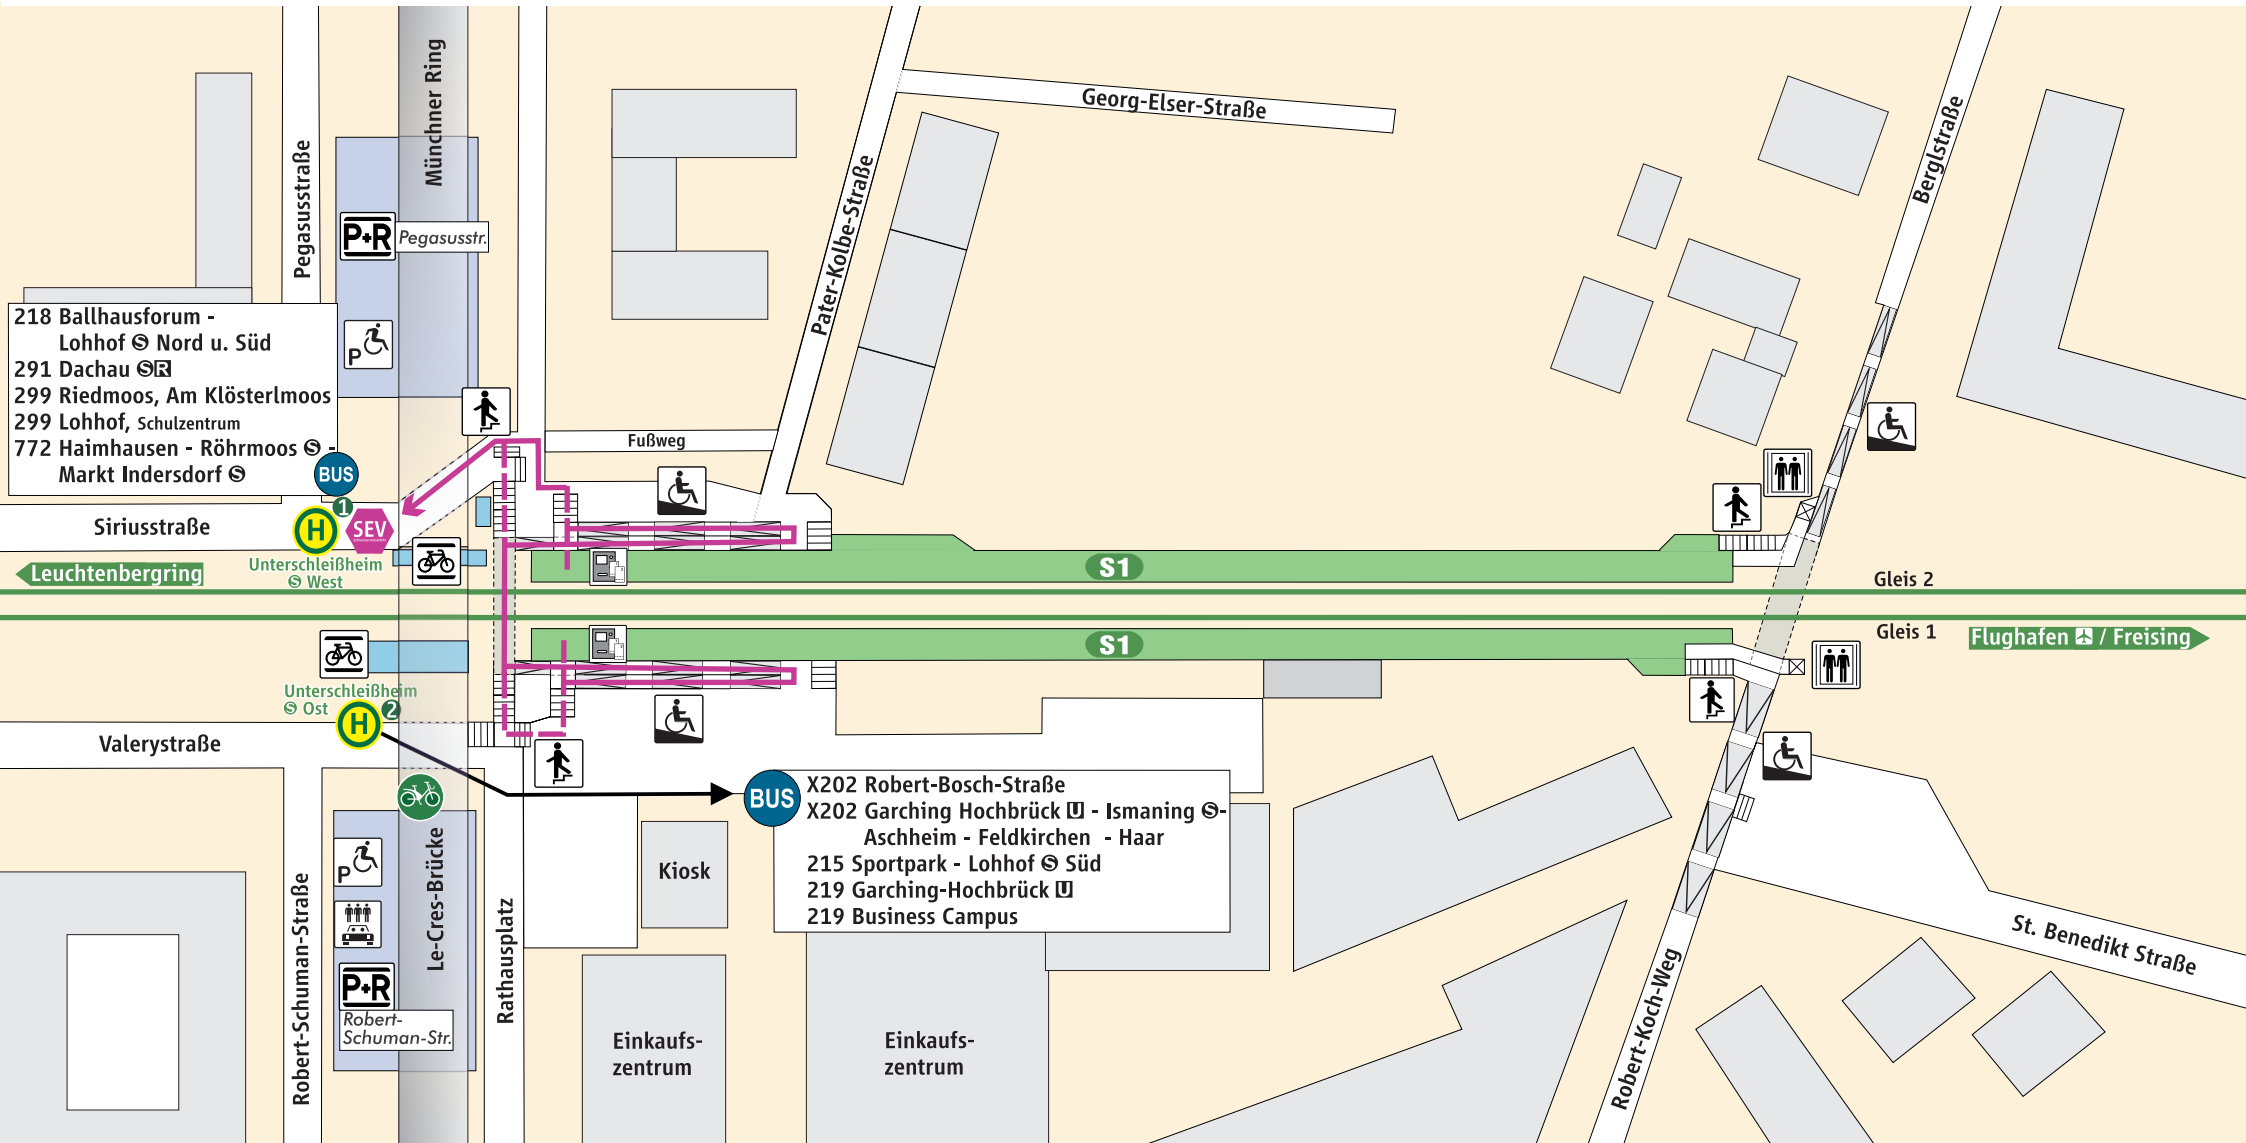 Münchner Ring
Pegasusstraße
Georg-Elser-Straße
Berglstraße
Pater-Kolbe-Straße
P+R
Pegasusstr.
P
218 Ballhausforum -
Lohhof S Nord u. Süd
291 Dachau S R
299 Riedmoos, Am Klösterlmoos
299 Lohhof, Schulzentrum
772 Haimhausen - Röhrmoos S -
Markt Indersdorf S
BUS
Fußweg
Siriusstraße
H
1
SEV
Unterschleißheim
S West
Leuchtenbergring
S1
Gleis 2
Gleis 1
S1
Flughafen / Freising
Unterschleißheim
S Ost
H
2
Valerystraße
BUS
X202 Robert-Bosch-Straße
X202 Garching Hochbrück U - Ismaning S-
Aschheim - Feldkirchen - Haar
215 Sportpark - Lohhof S Süd
219 Garching-Hochbrück U
219 Business Campus
P
P+R
Robert-
Schuman-Str.
Le-Cres-Brücke
Robert-Schuman-Straße
Rathausplatz
Kiosk
Einkaufs-
zentrum
Einkaufs-
zentrum
Robert-Koch-Weg
St. Benedikt Straße